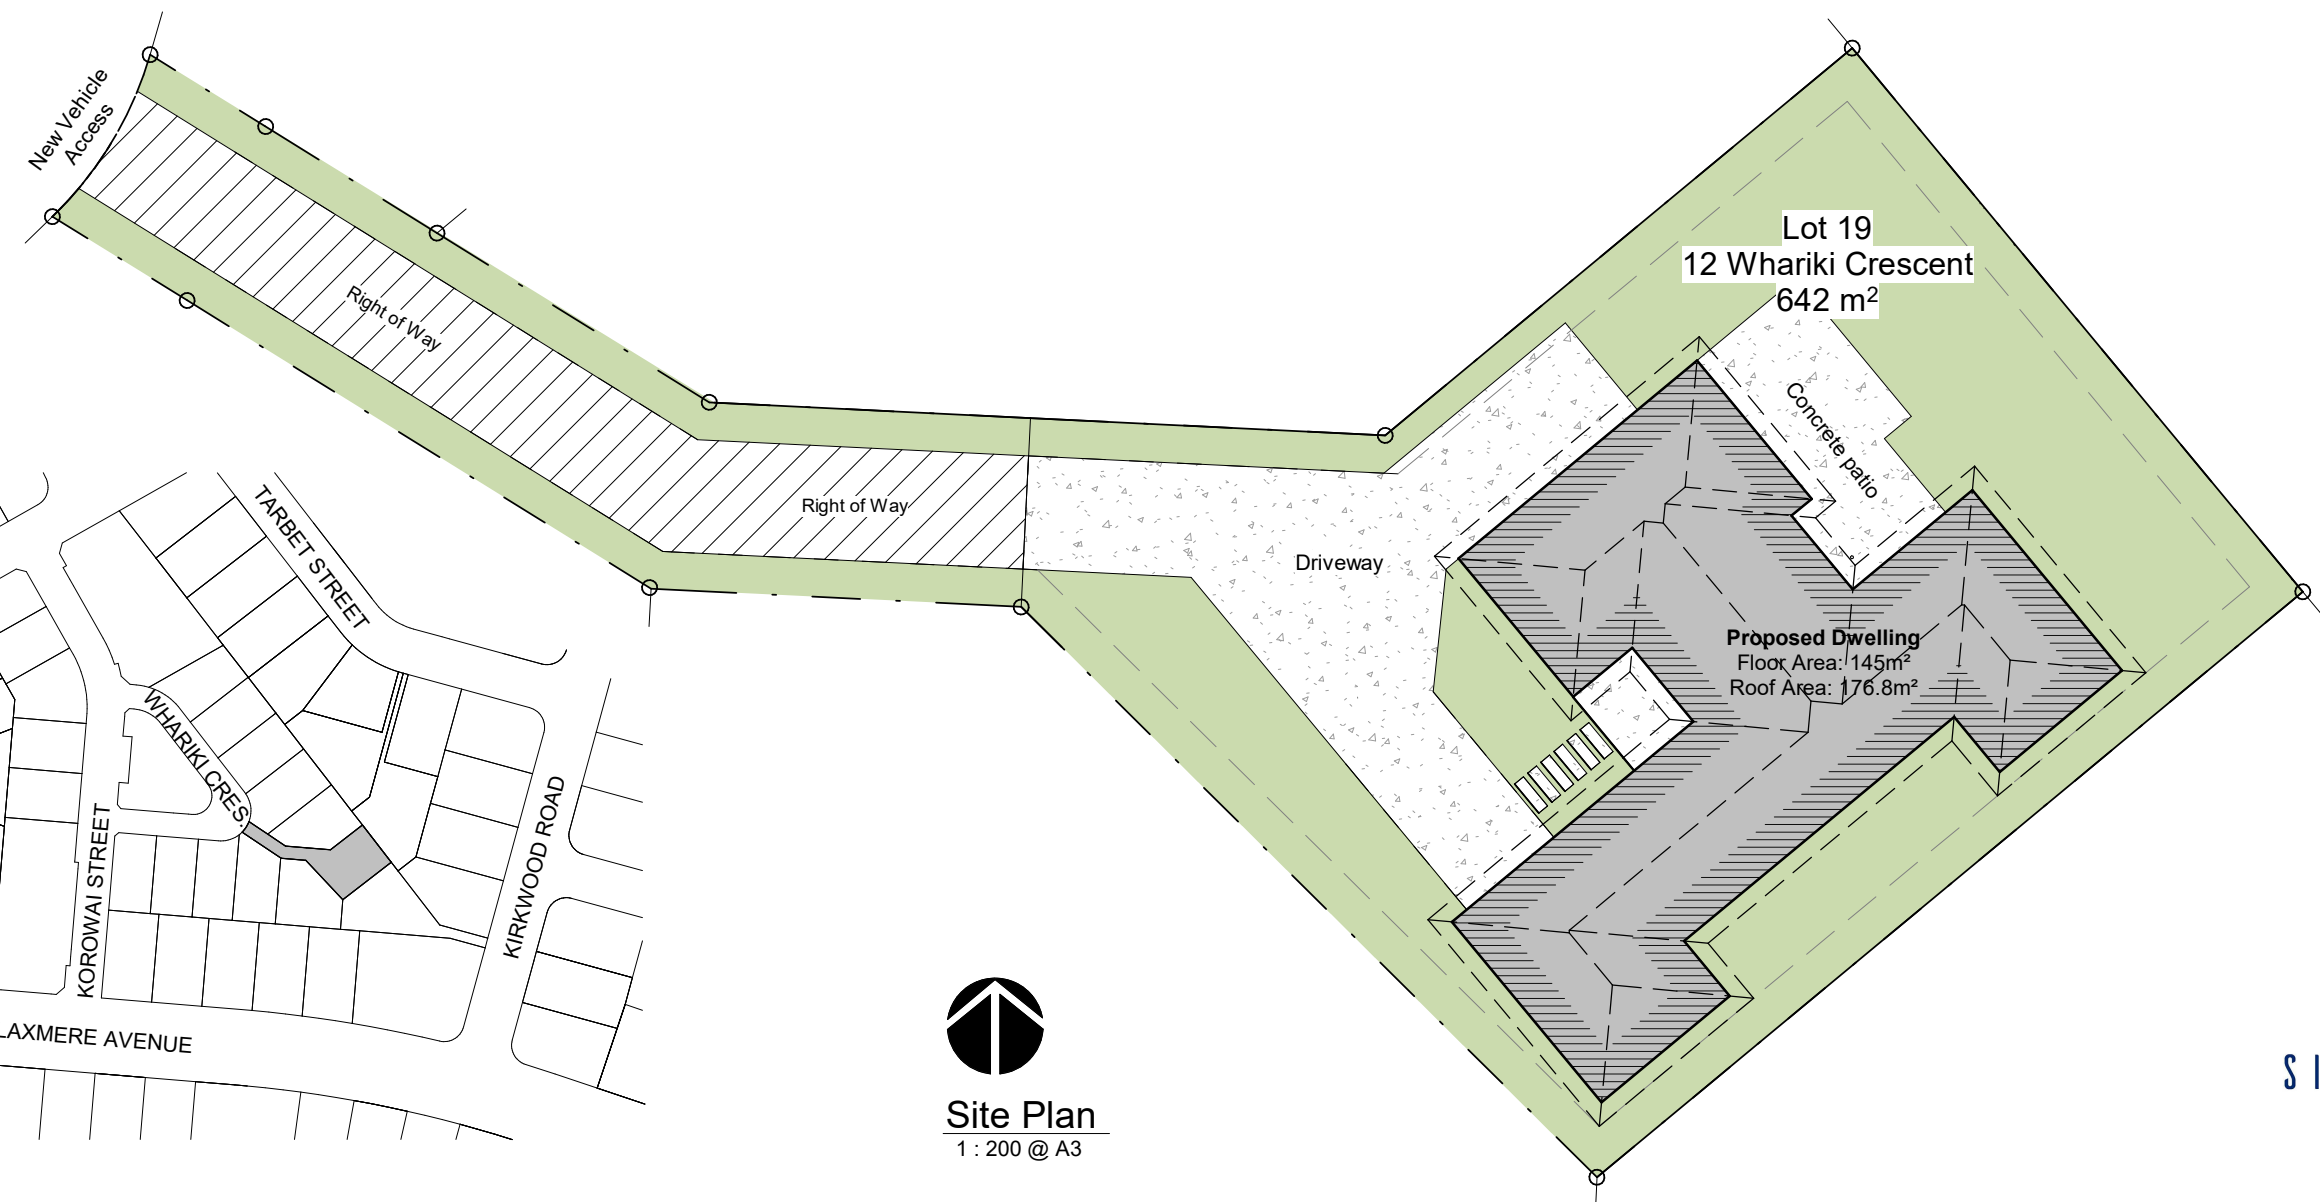 New Vehicle
Access
Right of Way
Right of Way
Driveway
Lot 19
12 Whariki Crescent
642 m²
Concrete patio
Proposed Dwelling
Floor Area: 145m²
Roof Area: 176.8m²
TARBET STREET
WHARIKI CRES.
KOROWAI STREET
KIRKWOOD ROAD
LAXMERE AVENUE
Site Plan
1 : 200 @ A3
S I